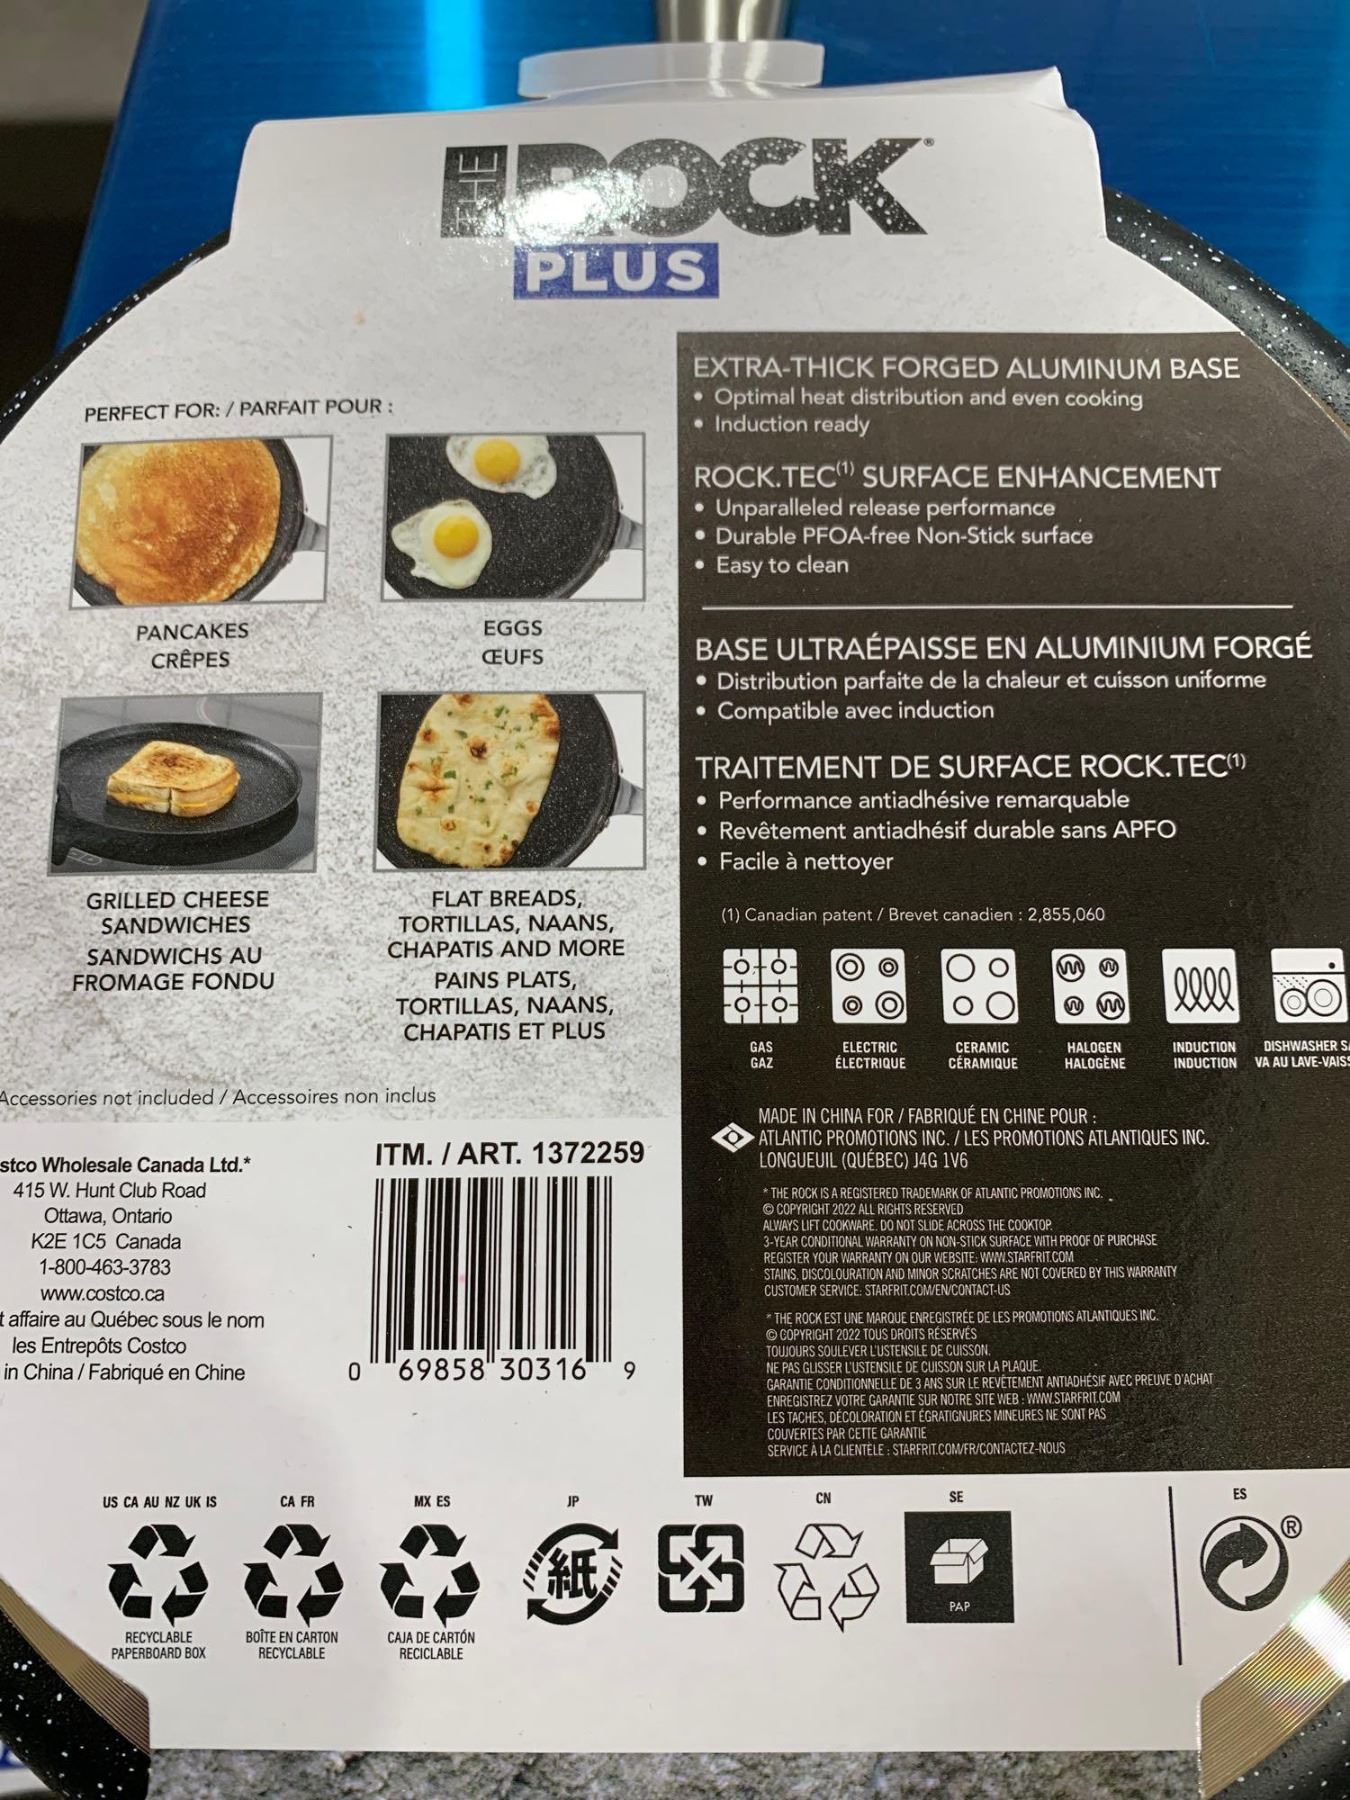 THE ROCK®
PLUS
PERFECT FOR: / PARFAIT POUR :
PANCAKES
CRÊPES
EGGS
ŒUFS
GRILLED CHEESE
SANDWICHES
SANDWICHS AU
FROMAGE FONDU
FLAT BREADS,
TORTILLAS, NAANS,
CHAPATIS AND MORE
PAINS PLATS,
TORTILLAS, NAANS,
CHAPATIS ET PLUS
Accessories not included / Accessoires non inclus
EXTRA-THICK FORGED ALUMINUM BASE
• Optimal heat distribution and even cooking
• Induction ready
ROCK.TEC(1) SURFACE ENHANCEMENT
• Unparalleled release performance
• Durable PFOA-free Non-Stick surface
• Easy to clean
BASE ULTRAÉPAISSE EN ALUMINIUM FORGÉ
• Distribution parfaite de la chaleur et cuisson uniforme
• Compatible avec induction
TRAITEMENT DE SURFACE ROCK.TEC(1)
• Performance antiadhésive remarquable
• Revêtement antiadhésif durable sans APFO
• Facile à nettoyer
(1) Canadian patent / Brevet canadien : 2,855,060
GAS
GAZ
ELECTRIC
ÉLECTRIQUE
CERAMIC
CÉRAMIQUE
HALOGEN
HALOGÈNE
INDUCTION
INDUCTION
DISHWASHER SA
VA AU LAVE-VAISS
MADE IN CHINA FOR / FABRIQUÉ EN CHINE POUR :
ATLANTIC PROMOTIONS INC. / LES PROMOTIONS ATLANTIQUES INC.
LONGUEUIL (QUÉBEC) J4G 1V6
* THE ROCK IS A REGISTERED TRADEMARK OF ATLANTIC PROMOTIONS INC.
© COPYRIGHT 2022 ALL RIGHTS RESERVED
ALWAYS LIFT COOKWARE, DO NOT SLIDE ACROSS THE COOKTOP.
3-YEAR CONDITIONAL WARRANTY ON NON-STICK SURFACE WITH PROOF OF PURCHASE
REGISTER YOUR WARRANTY ON OUR WEBSITE: WWW.STARFRIT.COM
STAINS, DISCOLOURATION AND MINOR SCRATCHES ARE NOT COVERED BY THIS WARRANTY
CUSTOMER SERVICE: STARFRIT.COM/EN/CONTACT-US
* THE ROCK EST UNE MARQUE ENREGISTRÉE DE LES PROMOTIONS ATLANTIQUES INC.
© COPYRIGHT 2022 TOUS DROITS RÉSERVÉS
TOUJOURS SOULEVER L'USTENSILE DE CUISSON.
NE PAS GLISSER L'USTENSILE DE CUISSON SUR LA PLAQUE.
GARANTIE CONDITIONNELLE DE 3 ANS SUR LE REVÊTEMENT ANTIADHÉSIF AVEC PREUVE D'ACHAT
ENREGISTREZ VOTRE GARANTIE SUR NOTRE SITE WEB : WWW.STARFRIT.COM
LES TACHES, DÉCOLORATION ET ÉGRATIGNURES MINEURES NE SONT PAS
COUVERTES PAR CETTE GARANTIE
SERVICE À LA CLIENTÈLE : STARFRIT.COM/FR/CONTACTEZ-NOUS
stco Wholesale Canada Ltd.*
415 W. Hunt Club Road
Ottawa, Ontario
K2E 1C5 Canada
1-800-463-3783
www.costco.ca
t affaire au Québec sous le nom
les Entrepôts Costco
in China / Fabriqué en Chine
ITM. / ART. 1372259
0 69858 30316 9
US CA AU NZ UK IS
RECYCLABLE
PAPERBOARD BOX
CA FR
BOÎTE EN CARTON
RECYCLABLE
MX ES
CAJA DE CARTÓN
RECICLABLE
JP
紙
TW
CN
SE
PAP
ES
®